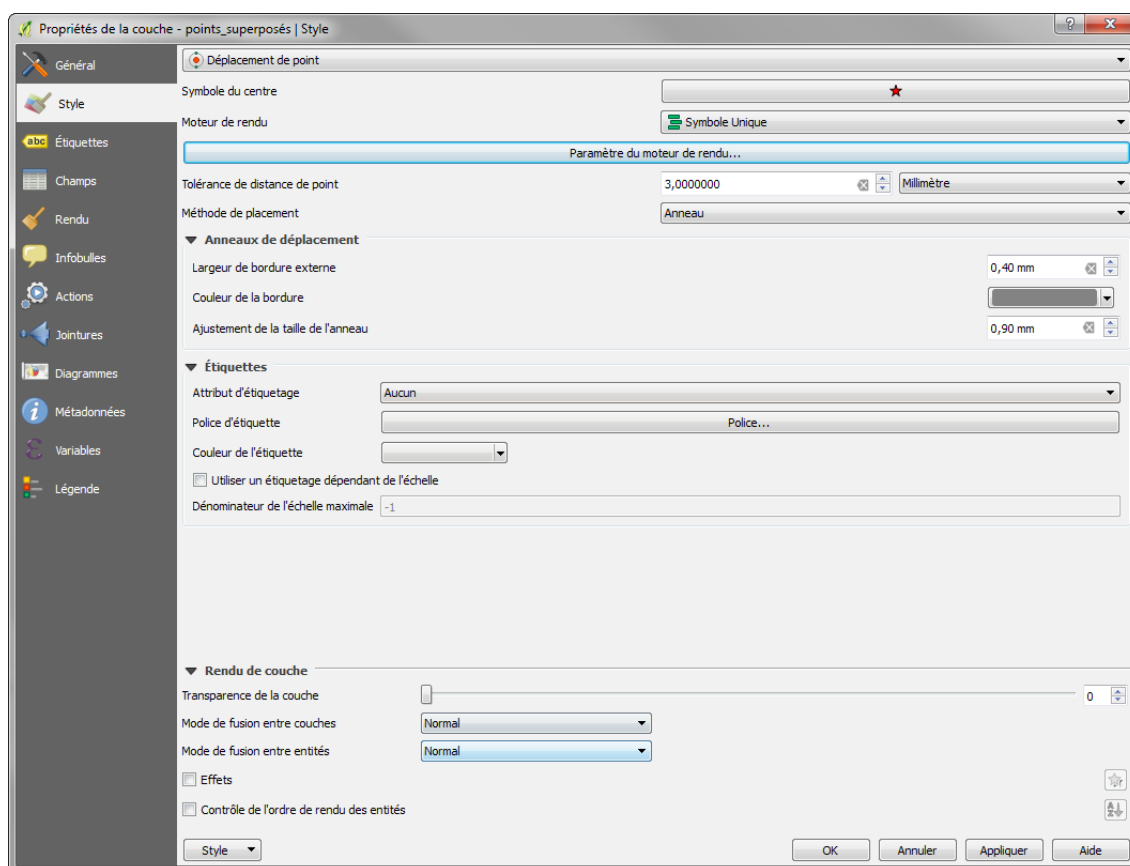 Propriétés de la couche - points_superposés | Style
Général
Style
abc Étiquettes
Champs
Rendu
Infobulles
Actions
Jointures
Diagrammes
Métadonnées
Variables
Légende
Déplacement de point
Symbole du centre
Moteur de rendu Symbole Unique
Paramètre du moteur de rendu...
Tolérance de distance de point 3,0000000 Millimètre
Méthode de placement Anneau
Anneaux de déplacement
Largeur de bordure externe 0,40 mm
Couleur de la bordure
Ajustement de la taille de l'anneau 0,90 mm
Étiquettes
Attribut d'étiquetage Aucun
Police d'étiquette Police...
Couleur de l'étiquette
Utiliser un étiquetage dépendant de l'échelle
Dénominateur de l'échelle maximale -1
Rendu de couche
Transparence de la couche 0
Mode de fusion entre couches Normal
Mode de fusion entre entités Normal
Effets
Contrôle de l'ordre de rendu des entités
Style OK Annuler Appliquer Aide